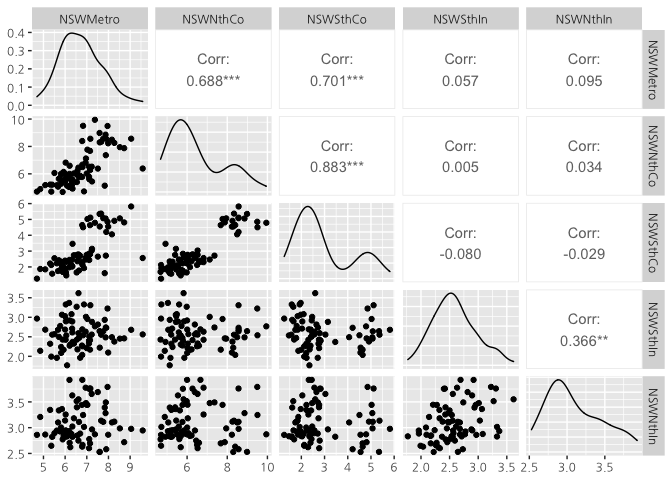 NSWMetro NSWNthCo NSWSthCo NSWSthIn NSWNthIn
0.4
0.3
0.2
0.1
0.0
Corr:
0.688***
Corr:
0.701***
Corr:
0.057
Corr:
0.095
NSWMetro
10
8
6
Corr:
0.883***
Corr:
0.005
Corr:
0.034
NSWNthCo
6
5
4
3
2
Corr:
-0.080
Corr:
-0.029
NSWSthCo
3.5
3.0
2.5
2.0
Corr:
0.366**
NSWSthIn
3.5
3.0
2.5
NSWNthIn
5 6 7 8 9 6 8 10 2 3 4 5 6 2.0 2.5 3.0 3.5 2.5 3.0 3.5